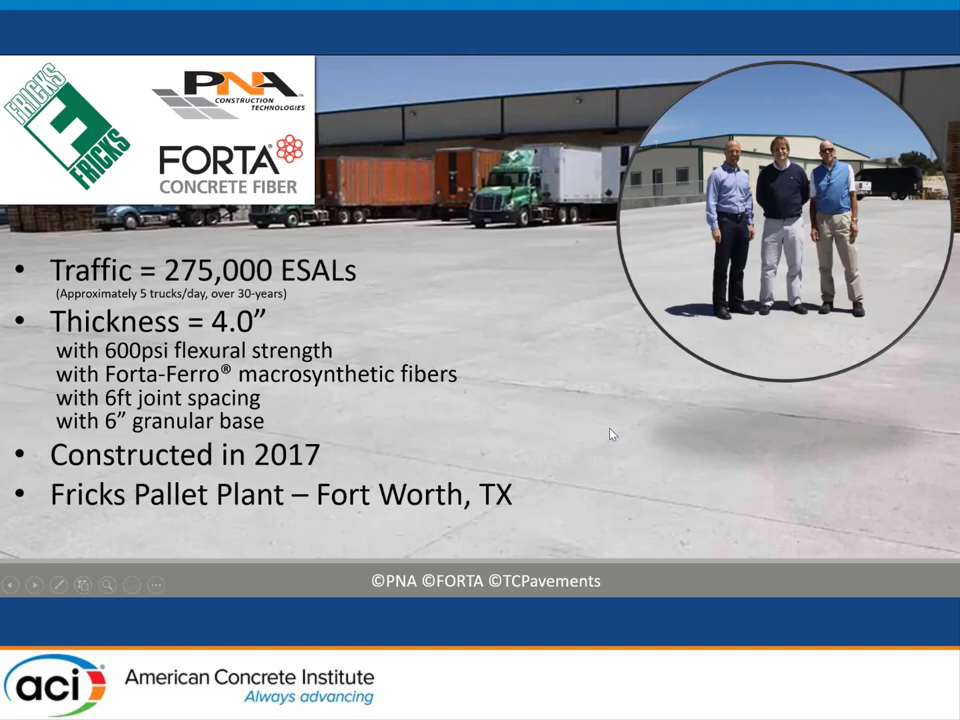 FRICKS
FRICKS
PNA
CONSTRUCTION
TECHNOLOGIES
FORTA®
CONCRETE FIBER
• Traffic = 275,000 ESALs
(Approximately 5 trucks/day, over 30-years)
• Thickness = 4.0”
with 600psi flexural strength
with Forta-Ferro® macrosynthetic fibers
with 6ft joint spacing
with 6” granular base
• Constructed in 2017
• Fricks Pallet Plant – Fort Worth, TX
©PNA ©FORTA ©TCPavements
aci
American Concrete Institute
Always advancing